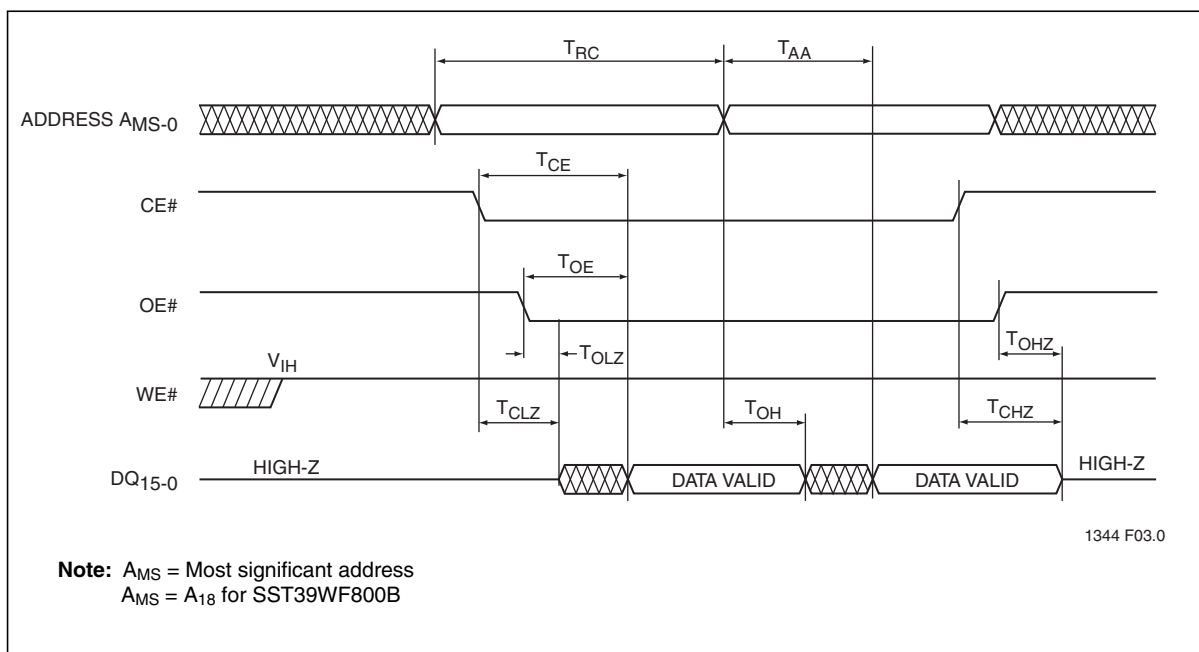 TRC TAA
ADDRESS AMS-0
TCE
CE#
TOE
OE#
TOLZ TOHZ
VIH
WE#
TCLZ TOH TCHZ
HIGH-Z HIGH-Z
DQ15-0 DATA VALID DATA VALID
1344 F03.0
Note: AMS = Most significant address
AMS = A18 for SST39WF800B